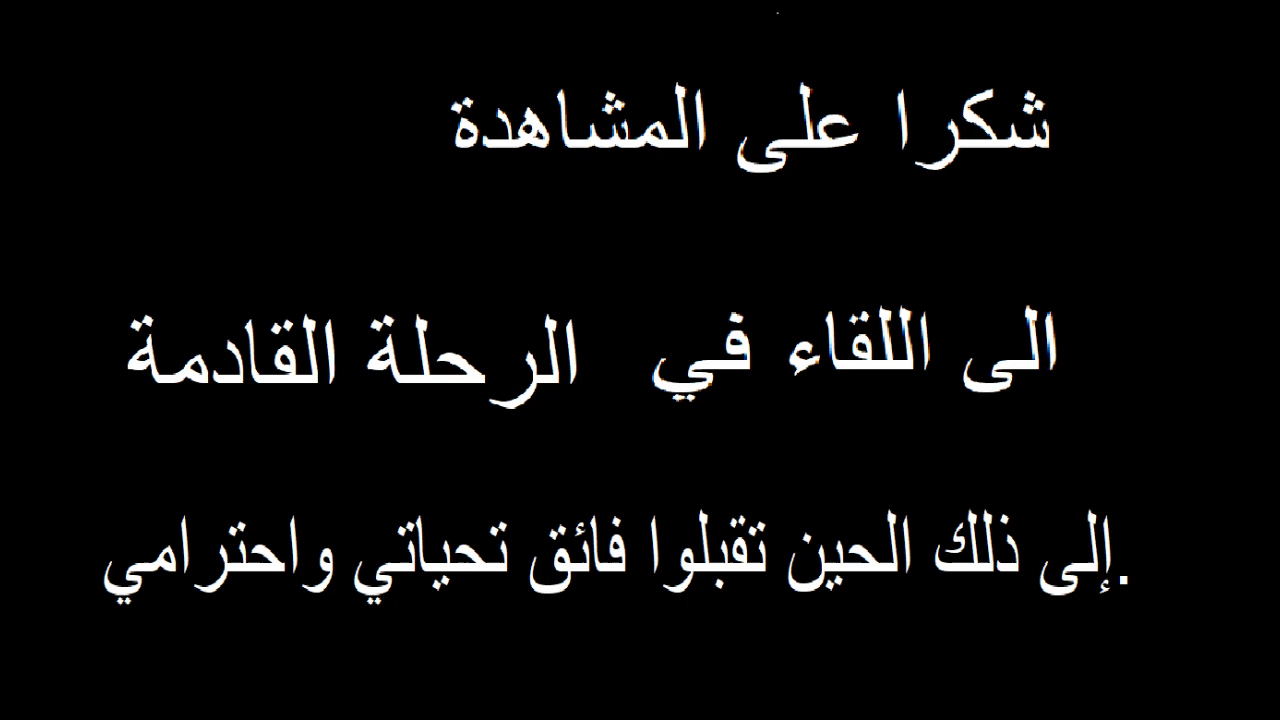 شكرا على المشاهدة
الى اللقاء في الرحلة القادمة
.إلى ذلك الحين تقبلوا فائق تحياتي واحترامي